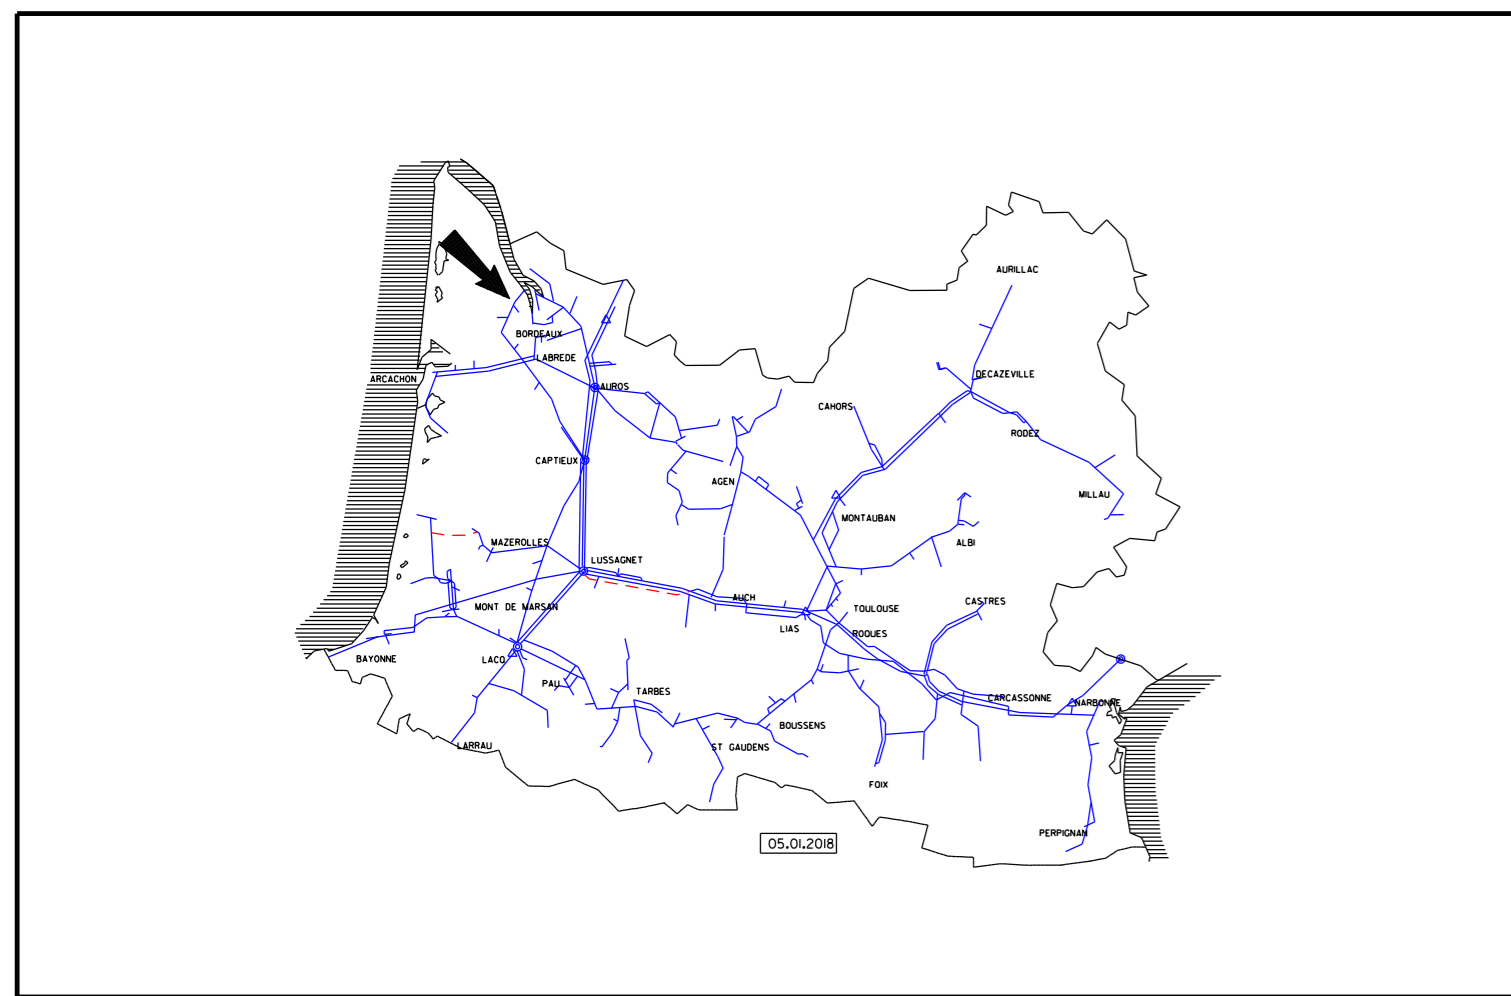 AURILLAC
BORDEAUX
LABREDE
ARCACHON
AUROS
DECAZEVILLE
CAHORS
RODEZ
CAPTIEUX
AGEN
MILLAU
MONTAUBAN
MAZEROLLES
ALBI
LUSSAGNET
AUCH
MONT DE MARSAN
CASTRES
TOULOUSE
LIAS
ROQUES
BAYONNE
LACQ
PAU
TARBES
CARCASSONNE
NARBONNE
BOUSSENS
LARRAU
ST GAUDENS
FOIX
PERPIGNAN
05.01.2018